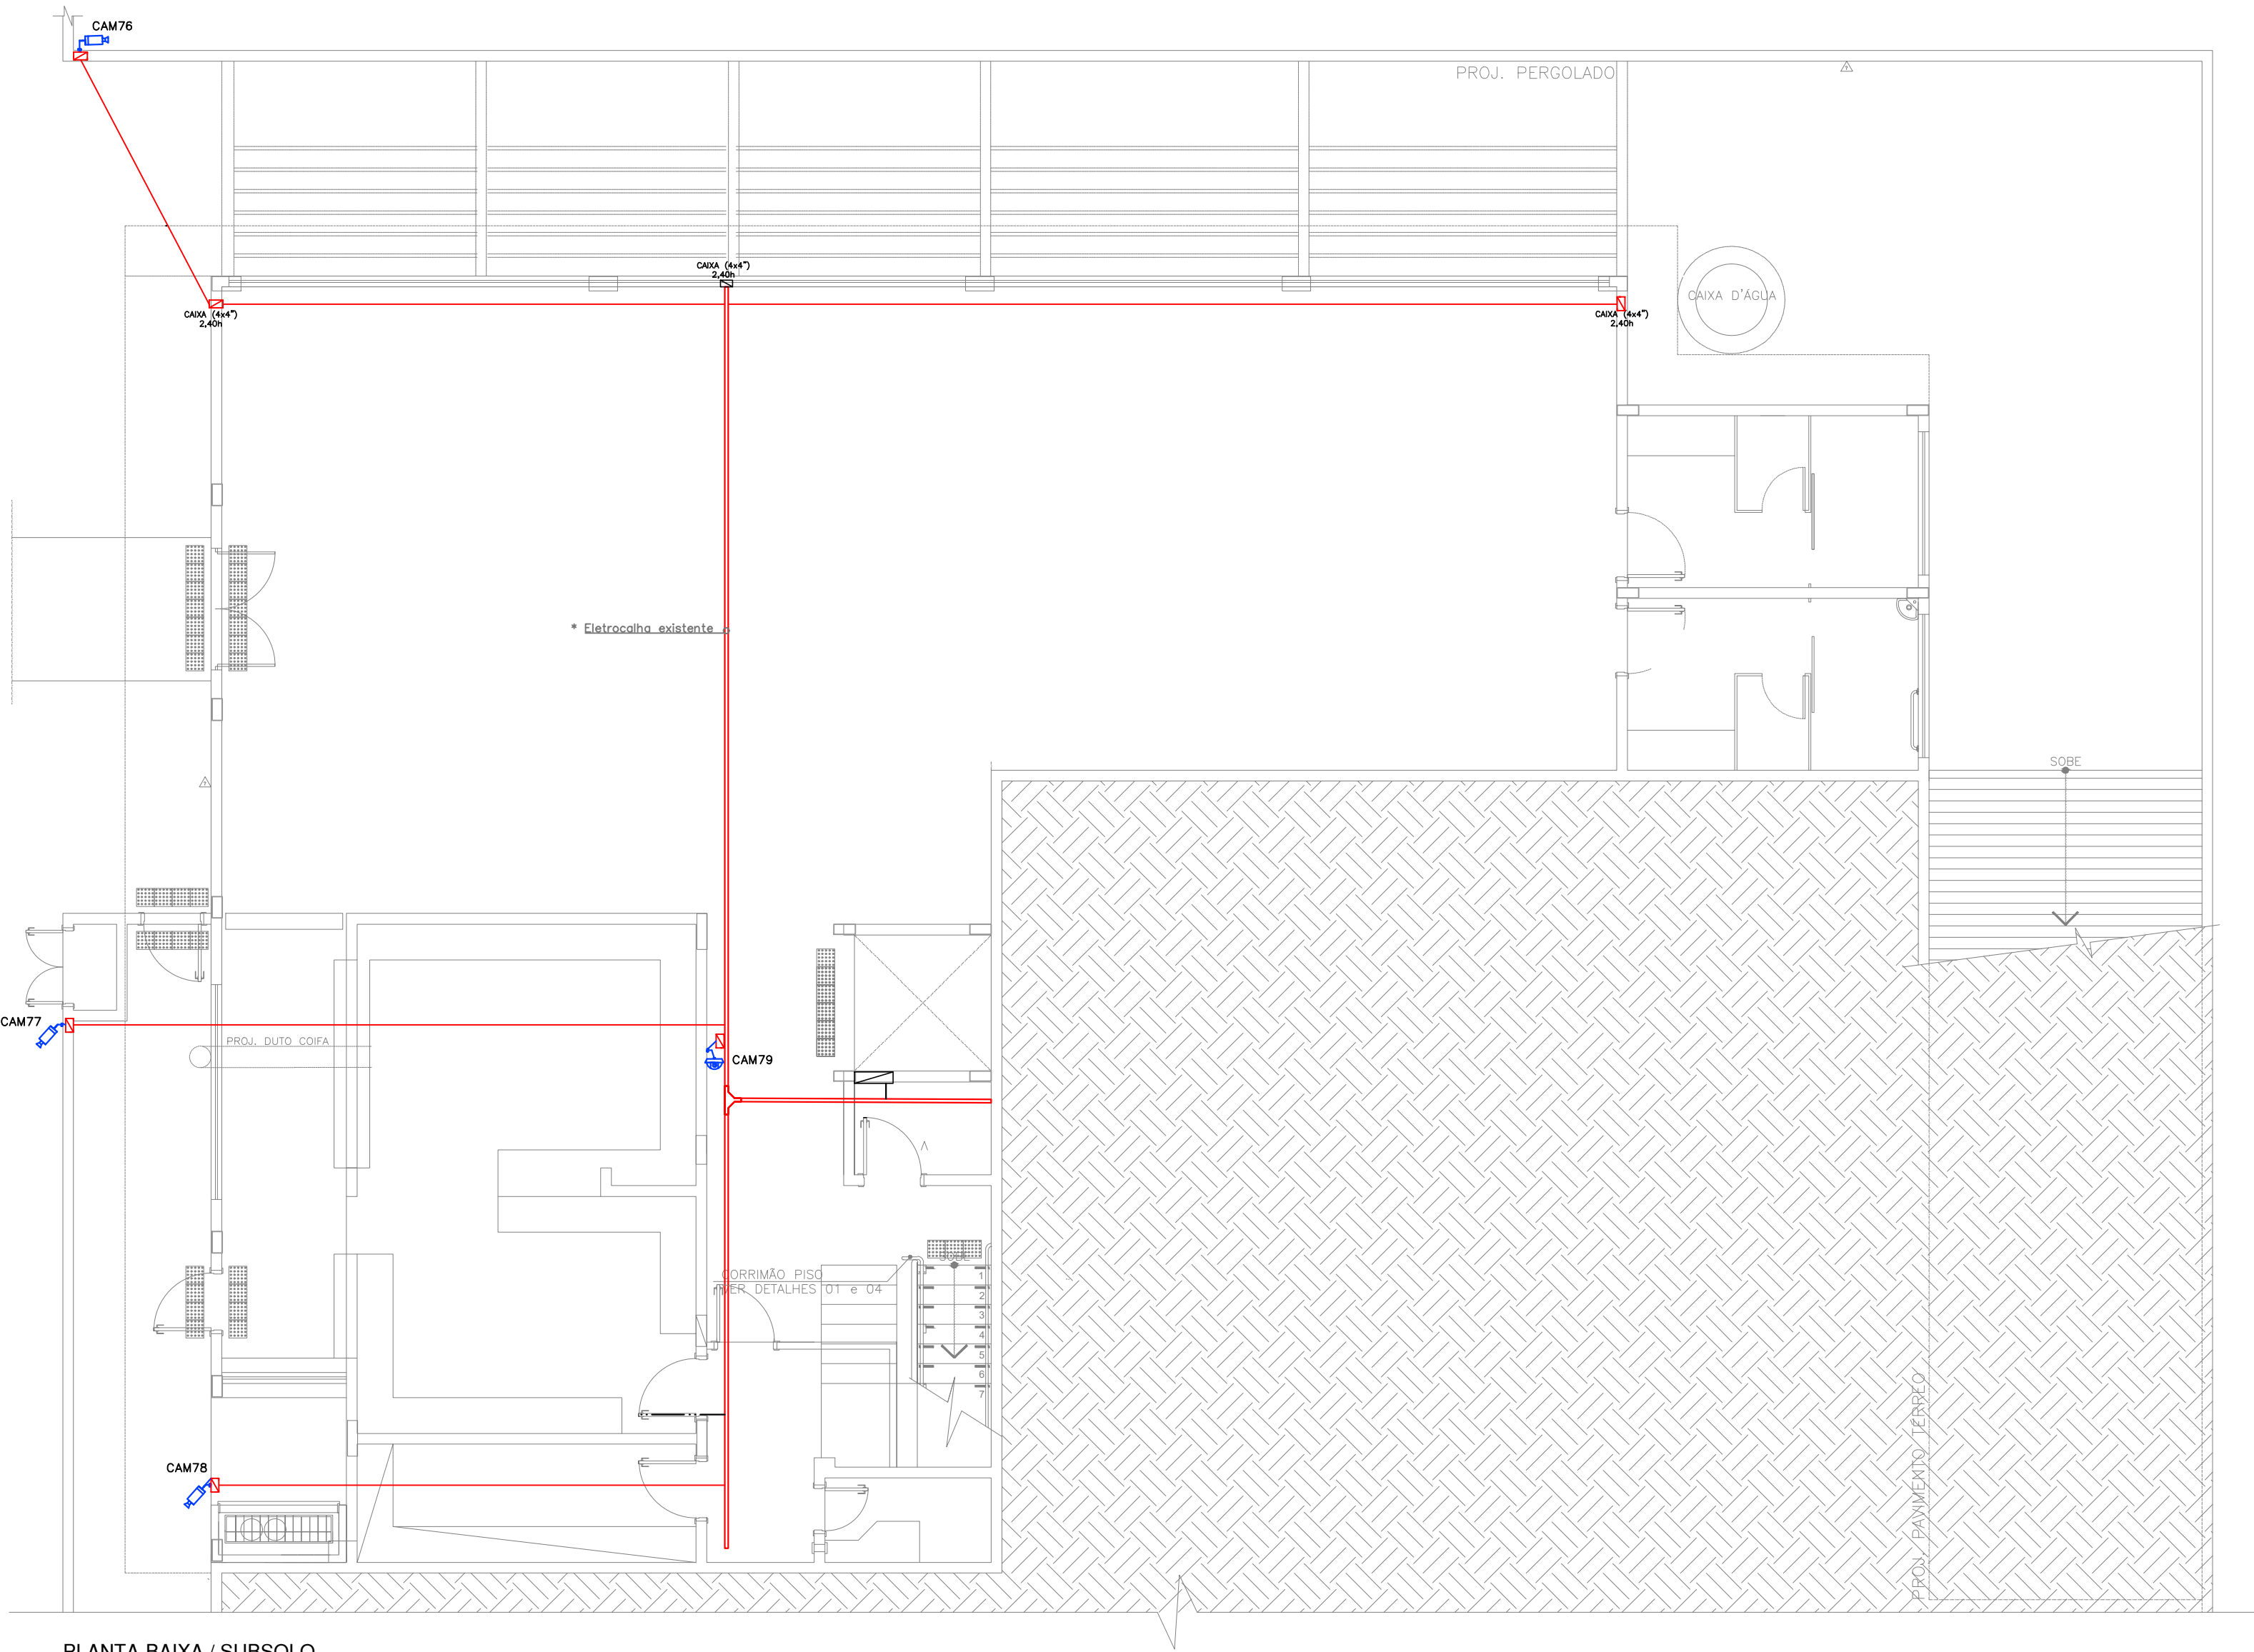 CAM76
PROJ. PERGOLADO
CAIXA (4x4")
2,40h
CAIXA D'ÁGUA
CAIXA (4x4")
2,40h
CAIXA (4x4")
2,40h
* Eletrocalha existente
SOBE
CAM77
PROJ. DUTO COIFA
CAM79
SOBE
CORRIMÃO PISO
VER DETALHES 01 e 04
1
2
3
4
5
6
7
CAM78
PROJ. PAVIMENTO TÉRREO
PLANTA BAIXA / SUBSOLO